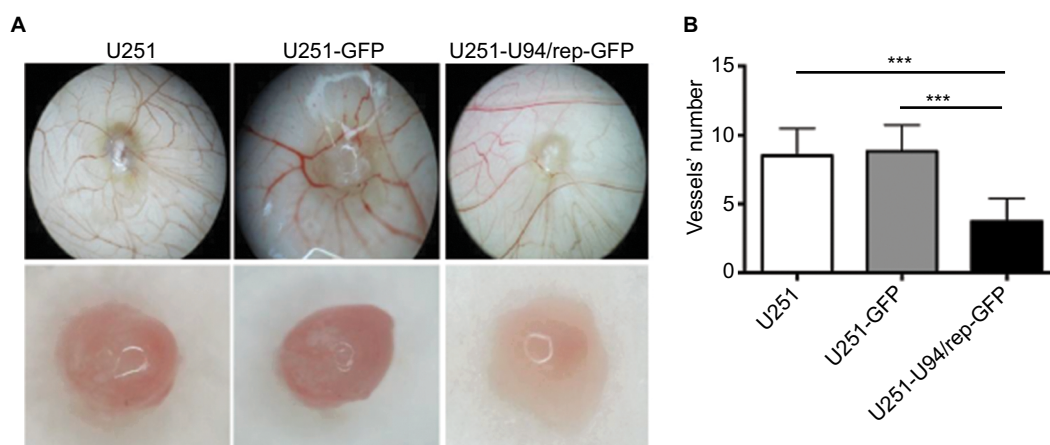 A
U251
U251-GFP
U251-U94/rep-GFP
B
Vessels' number
15
10
5
0
***
***
U251
U251-GFP
U251-U94/rep-GFP